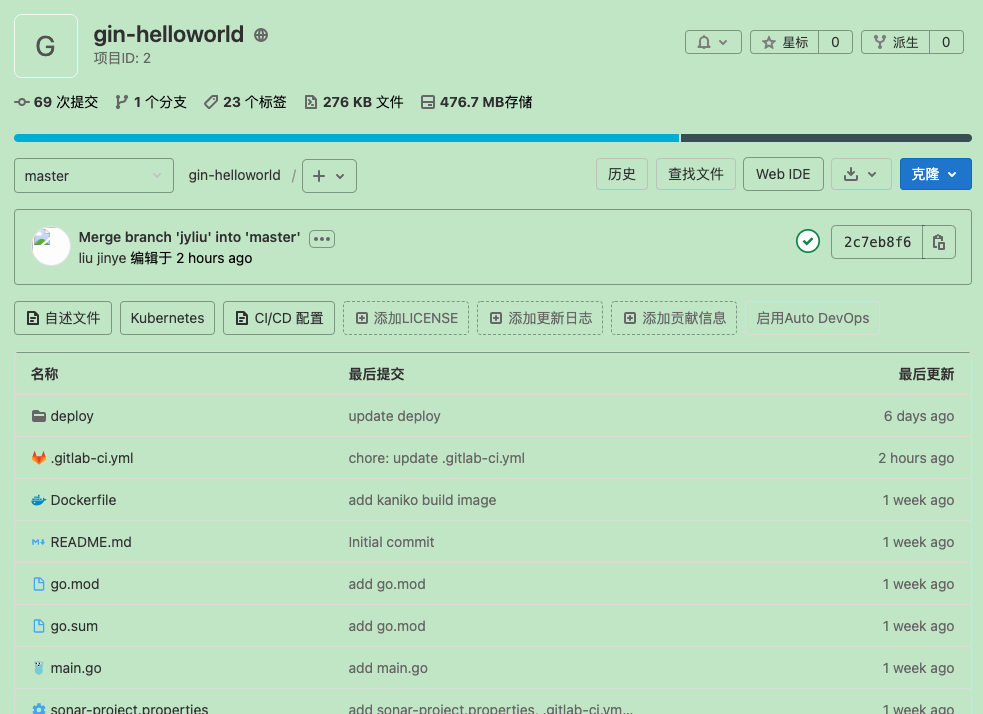 G
gin-helloworld
项目ID: 2
星标 0
派生 0
69 次提交 1 个分支 23 个标签 276 KB 文件 476.7 MB存储
master
gin-helloworld /
历史
查找文件
Web IDE
克隆
Merge branch 'jyliu' into 'master'
liu jinye 编辑于 2 hours ago
2c7eb8f6
自述文件
Kubernetes
CI/CD 配置
添加LICENSE
添加更新日志
添加贡献信息
启用Auto DevOps
名称 最后提交 最后更新
deploy update deploy 6 days ago
.gitlab-ci.yml chore: update .gitlab-ci.yml 2 hours ago
Dockerfile add kaniko build image 1 week ago
README.md Initial commit 1 week ago
go.mod add go.mod 1 week ago
go.sum add go.mod 1 week ago
main.go add main.go 1 week ago
sonar-project.properties add sonar-project.properties, .gitlab-ci.ym... 1 week ago